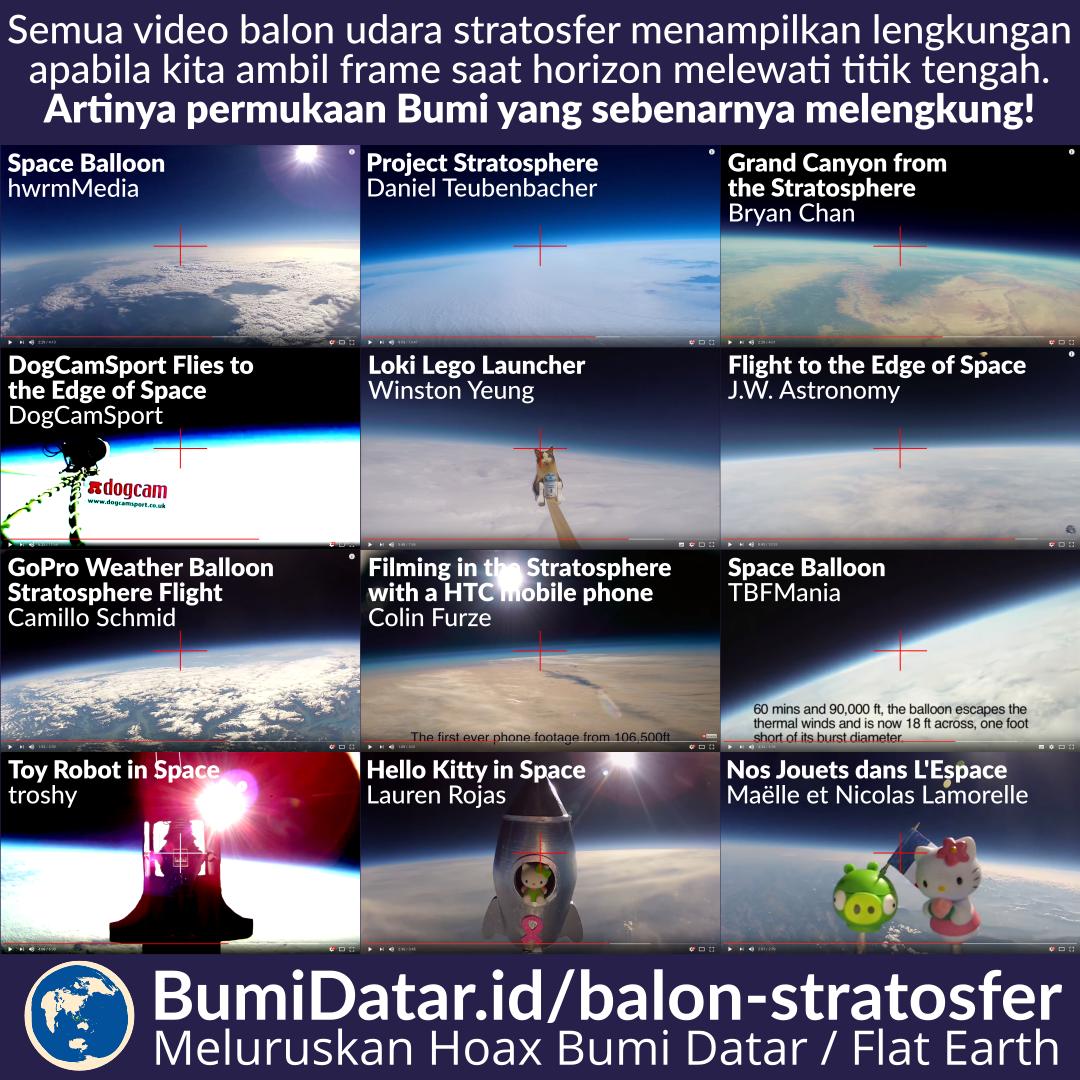 Semua video balon udara stratosfer menampilkan lengkungan
apabila kita ambil frame saat horizon melewati titik tengah.
Artinya permukaan Bumi yang sebenarnya melengkung!
Space Balloon
hwrmMedia
Project Stratosphere
Daniel Teubenbacher
Grand Canyon from
the Stratosphere
Bryan Chan
DogCamSport Flies to
the Edge of Space
DogCamSport
dogcam
www.dogcamsport.co.uk
Loki Lego Launcher
Winston Yeung
Flight to the Edge of Space
J.W. Astronomy
GoPro Weather Balloon
Stratosphere Flight
Camillo Schmid
Filming in the Stratosphere
with a HTC mobile phone
Colin Furze
The first ever phone footage from 106,500ft
Space Balloon
TBFMania
60 mins and 90,000 ft, the balloon escapes the
thermal winds and is now 18 ft across, one foot
short of its burst diameter.
Toy Robot in Space
troshy
Hello Kitty in Space
Lauren Rojas
Nos Jouets dans L'Espace
Maëlle et Nicolas Lamorelle
BumiDatar.id/balon-stratosfer
Meluruskan Hoax Bumi Datar / Flat Earth